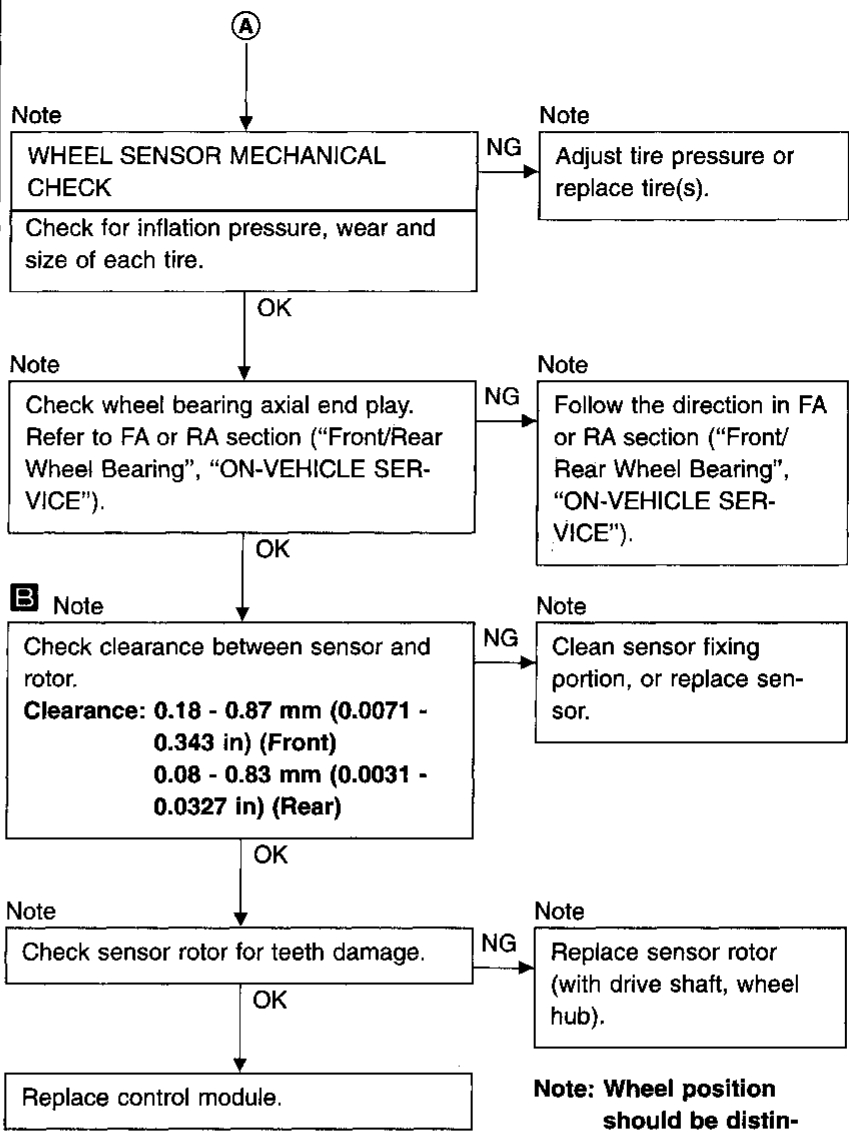 A
Note
WHEEL SENSOR MECHANICAL
CHECK
Check for inflation pressure, wear and
size of each tire.
NG
Note
Adjust tire pressure or
replace tire(s).
OK
Note
Check wheel bearing axial end play.
Refer to FA or RA section (“Front/Rear
Wheel Bearing”, “ON-VEHICLE SER-
VICE”).
NG
Note
Follow the direction in FA
or RA section (“Front/
Rear Wheel Bearing”,
“ON-VEHICLE SER-
VICE”).
OK
B Note
Check clearance between sensor and
rotor.
Clearance: 0.18 - 0.87 mm (0.0071 -
0.343 in) (Front)
0.08 - 0.83 mm (0.0031 -
0.0327 in) (Rear)
NG
Note
Clean sensor fixing
portion, or replace sen-
sor.
OK
Note
Check sensor rotor for teeth damage.
NG
Note
Replace sensor rotor
(with drive shaft, wheel
hub).
OK
Replace control module.
Note: Wheel position
should be distin-